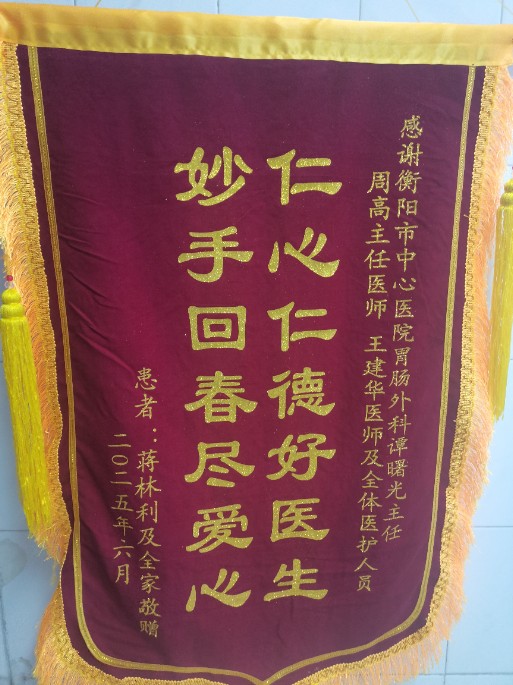 感谢衡阳市中心医院胃肠外科谭曙光主任
周高主任医师 王建华医师及全体医护人员
仁心仁德好医生
妙手回春尽爱心
患者：蒋林利及全家敬赠
二〇二五年六月